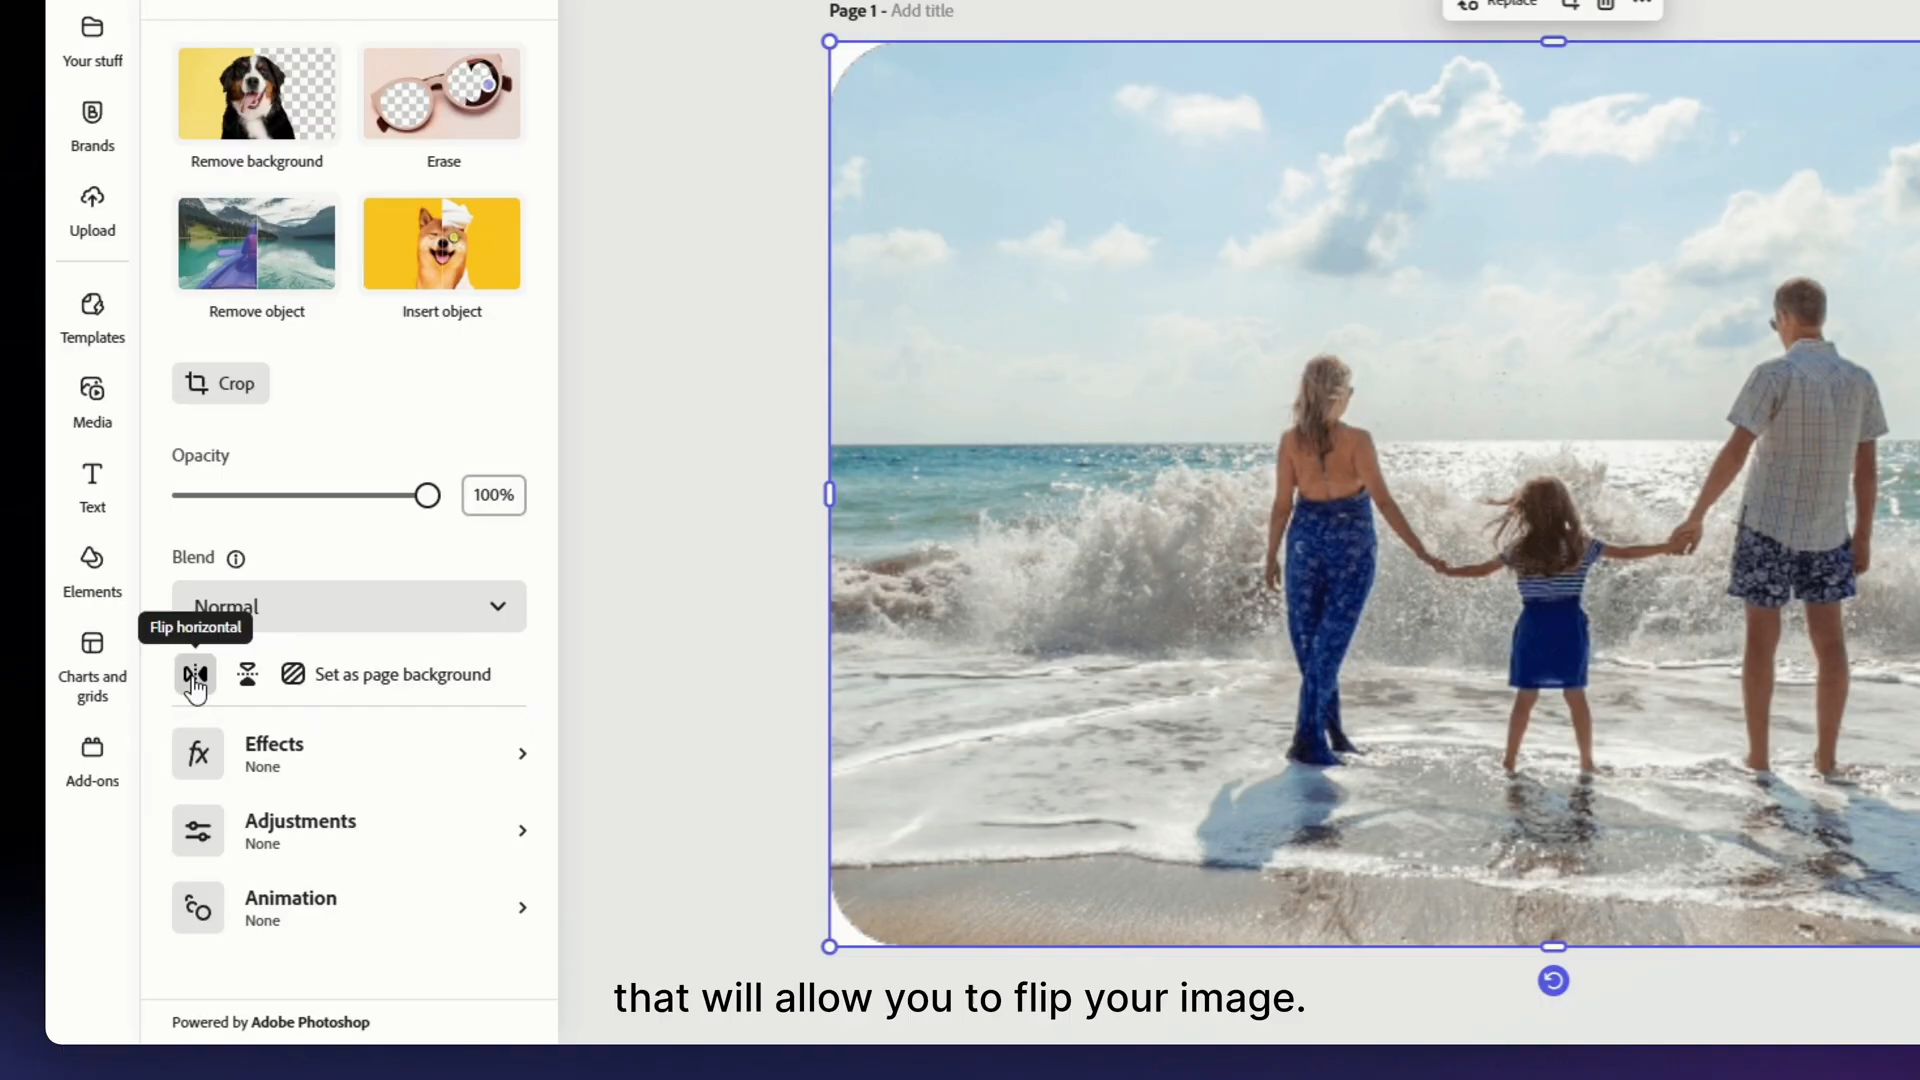 Your stuff
Brands
Upload
Templates
Media
Text
Elements
Charts and
grids
Add-ons
Remove background
Erase
Remove object
Insert object
Crop
Opacity
100%
Blend
Normal
Flip horizontal
Set as page background
fx
Effects
None
Adjustments
None
Animation
None
Powered by Adobe Photoshop
Page 1 - Add title
Replace
that will allow you to flip your image.